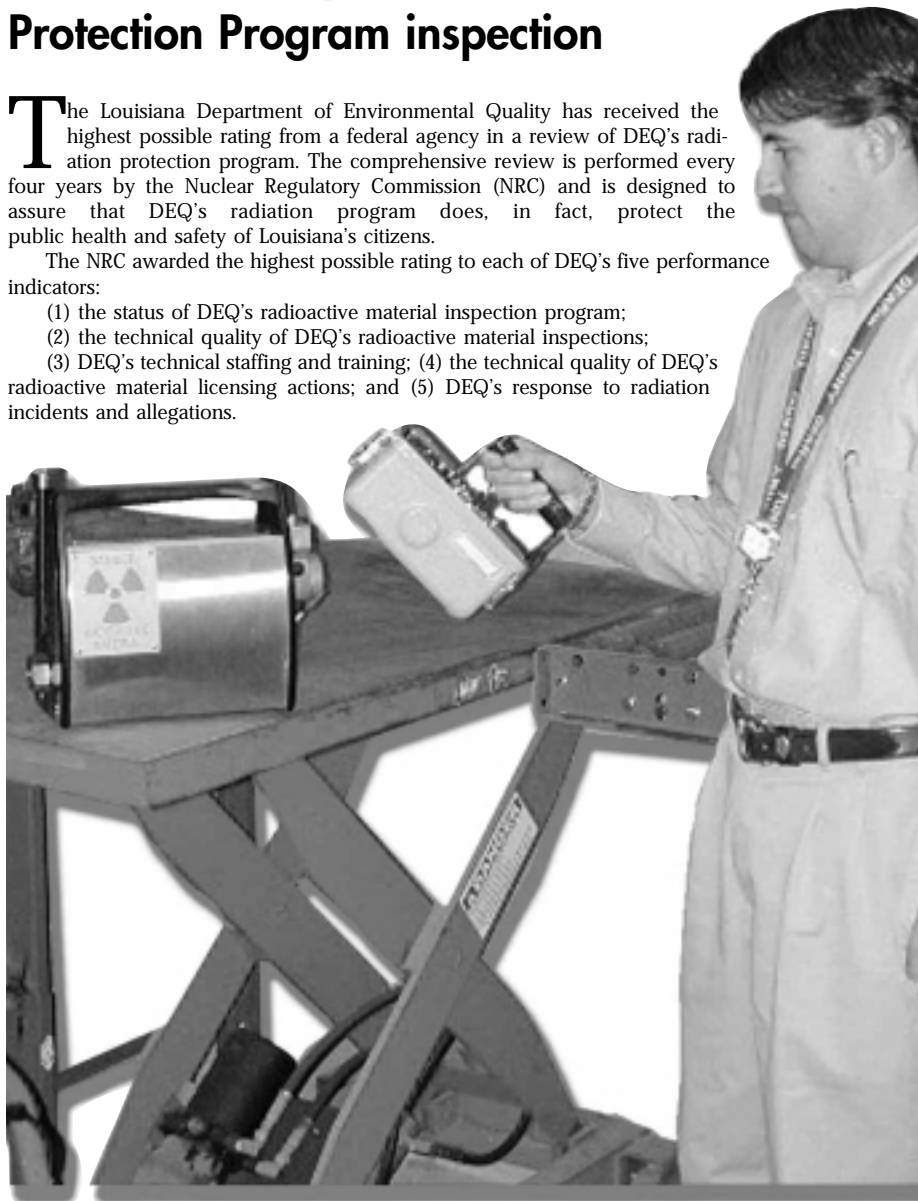 Protection Program inspection
The Louisiana Department of Environmental Quality has received the
highest possible rating from a federal agency in a review of DEQ's radi-
ation protection program. The comprehensive review is performed every
four years by the Nuclear Regulatory Commission (NRC) and is designed to
assure that DEQ's radiation program does, in fact, protect the
public health and safety of Louisiana's citizens.
The NRC awarded the highest possible rating to each of DEQ's five performance
indicators:
(1) the status of DEQ's radioactive material inspection program;
(2) the technical quality of DEQ's radioactive material inspections;
(3) DEQ's technical staffing and training; (4) the technical quality of DEQ's
radioactive material licensing actions; and (5) DEQ's response to radiation
incidents and allegations.
DANGER